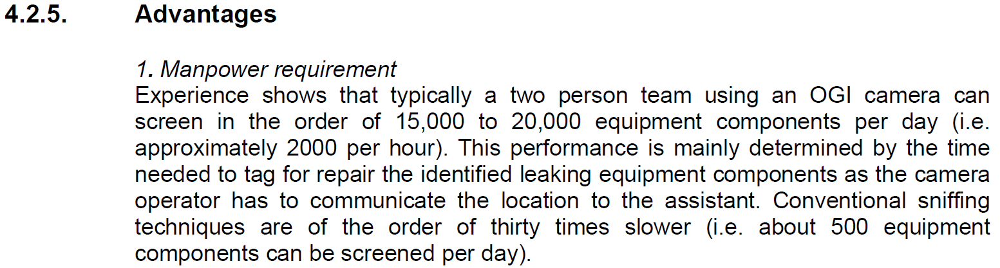 4.2.5. Advantages
1. Manpower requirement
Experience shows that typically a two person team using an OGI camera can
screen in the order of 15,000 to 20,000 equipment components per day (i.e.
approximately 2000 per hour). This performance is mainly determined by the time
needed to tag for repair the identified leaking equipment components as the camera
operator has to communicate the location to the assistant. Conventional sniffing
techniques are of the order of thirty times slower (i.e. about 500 equipment
components can be screened per day).